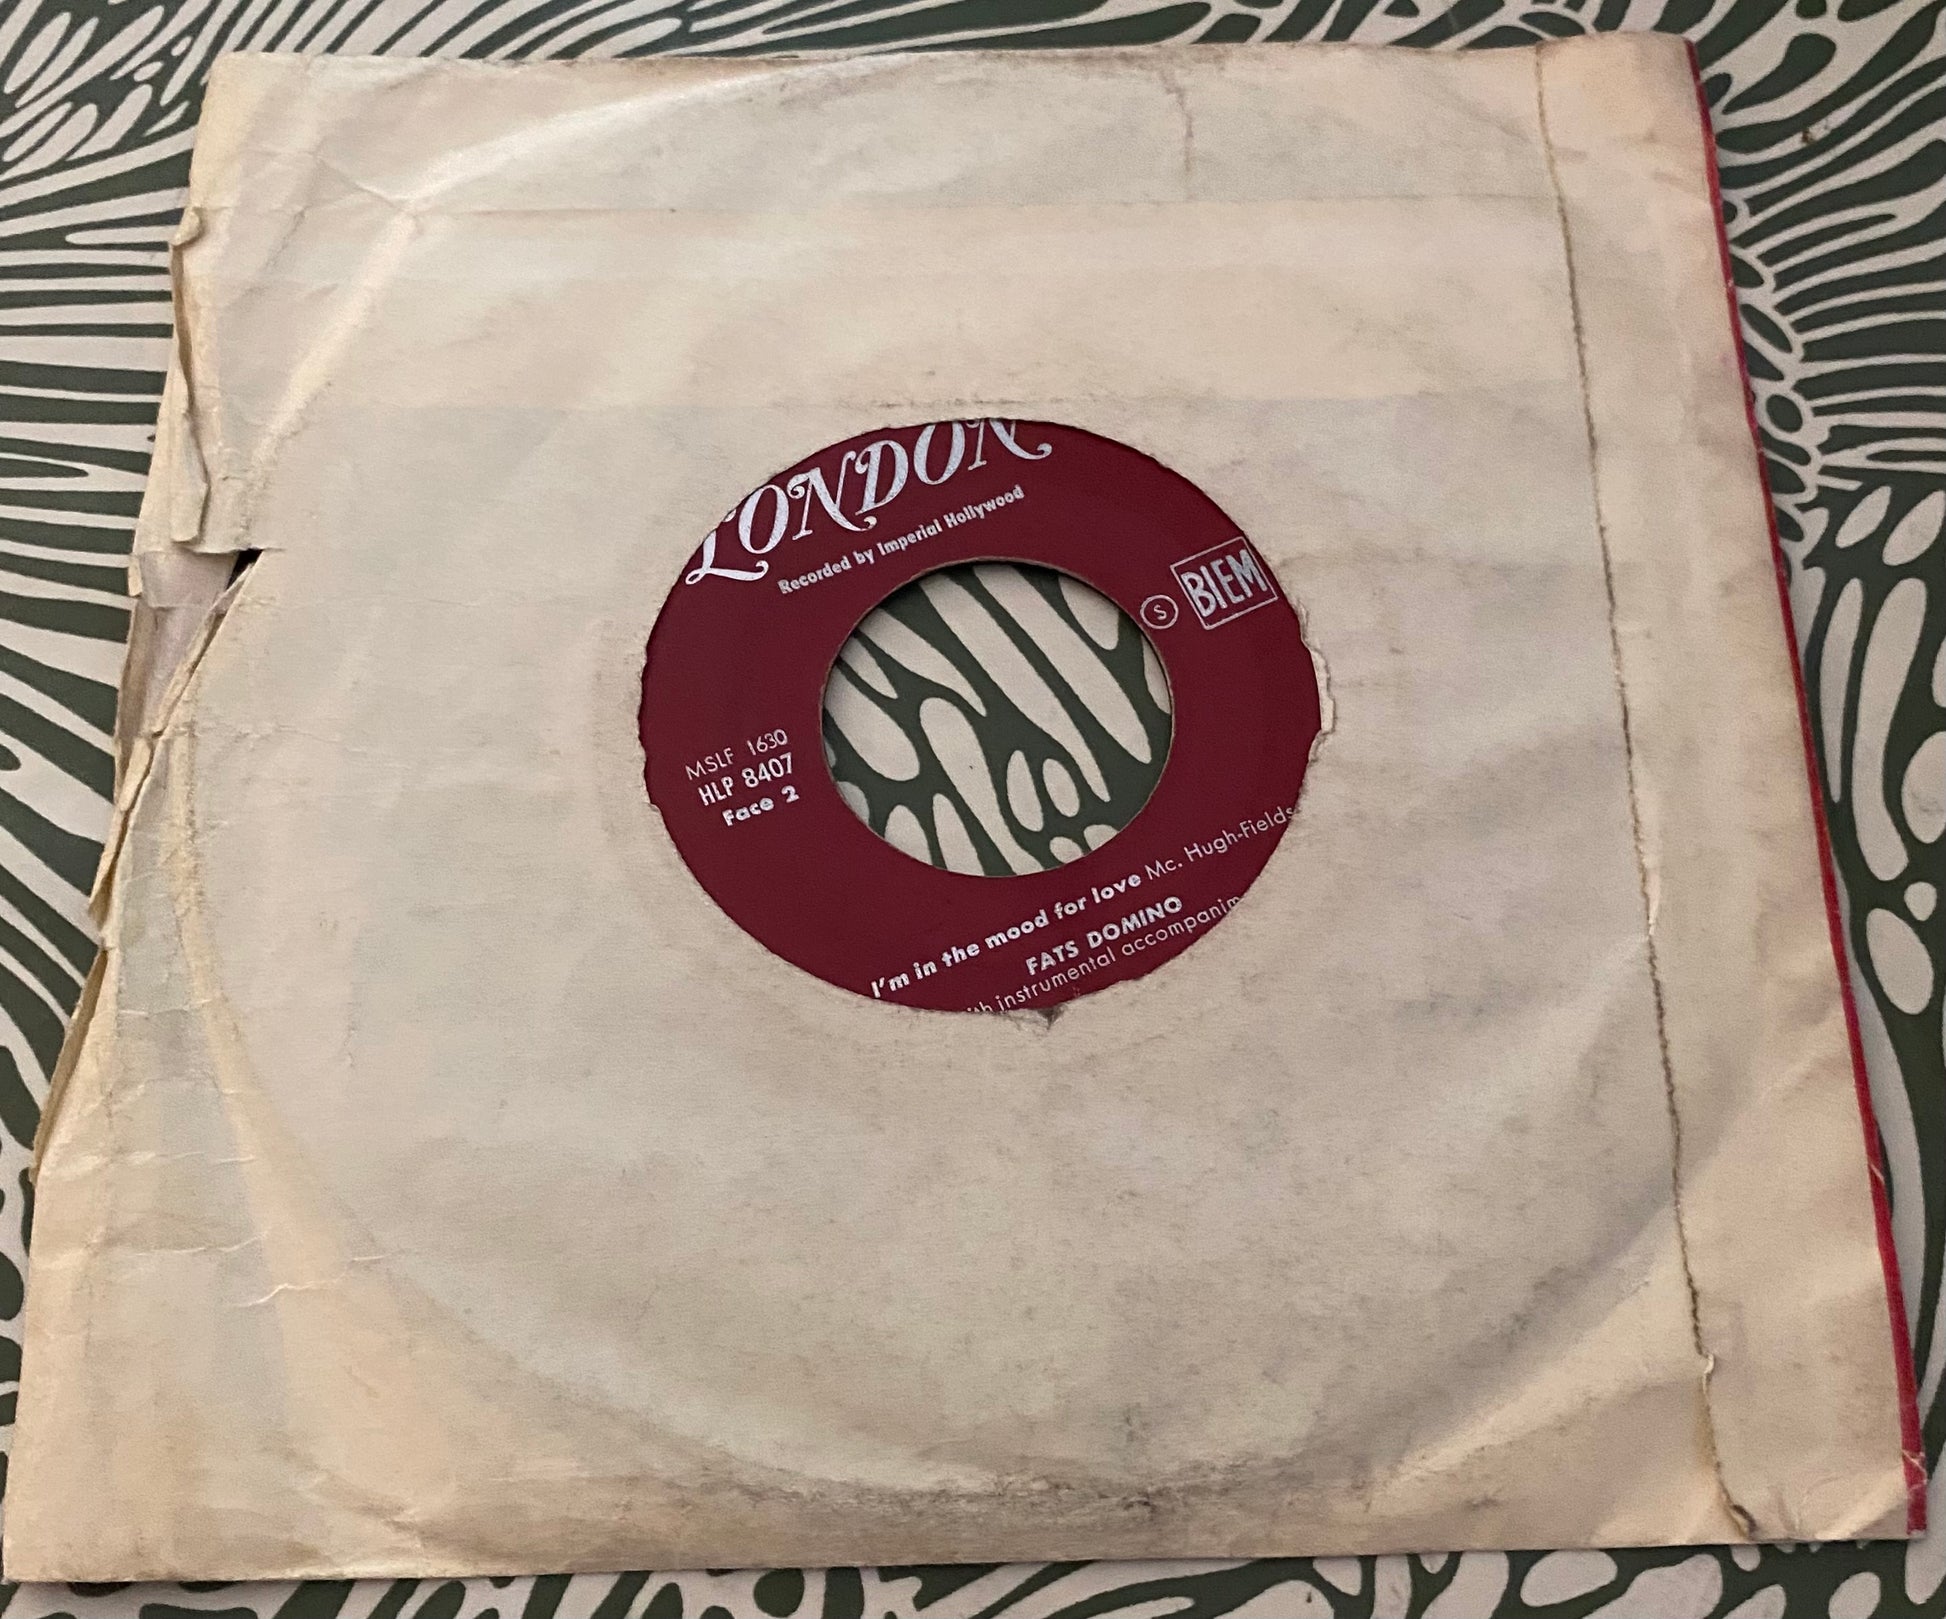 LONDON
Recorded by Imperial Hollywood
S BIEM
MSLF 1630
HLP 8407
Face 2
I'm in the mood for love Mc. Hugh-Fields
FATS DOMINO
instrumental